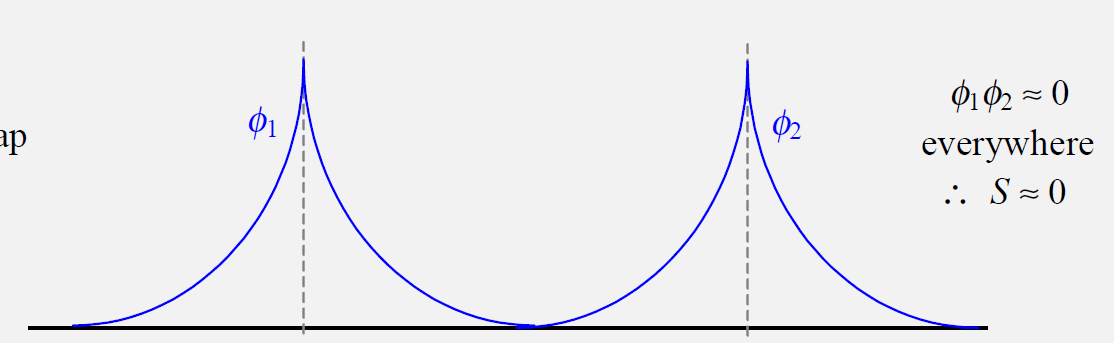 ap
ϕ₁
ϕ₂
ϕ₁ϕ₂ ≈ 0
everywhere
∴ S ≈ 0